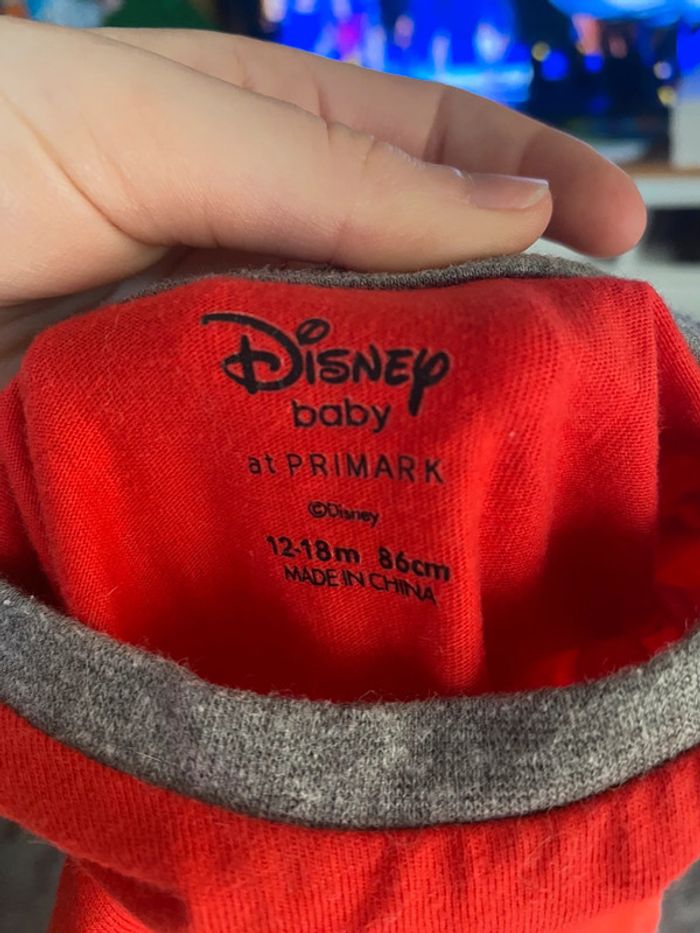 Disney
baby
at PRIMARK
©Disney
12-18m 86cm
MADE IN CHINA